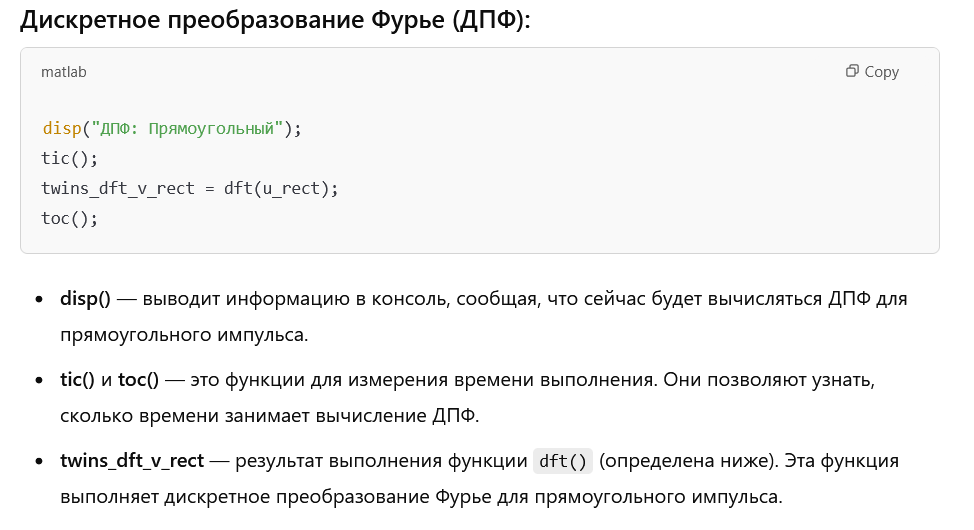 Дискретное преобразование Фурье (ДПФ):
matlab
Copy
disp("ДПФ: Прямоугольный");
tic();
twins_dft_v_rect = dft(u_rect);
toc();
• disp() — выводит информацию в консоль, сообщая, что сейчас будет вычисляться ДПФ для
прямоугольного импульса.
• tic() и toc() — это функции для измерения времени выполнения. Они позволяют узнать,
сколько времени занимает вычисление ДПФ.
• twins_dft_v_rect — результат выполнения функции dft() (определена ниже). Эта функция
выполняет дискретное преобразование Фурье для прямоугольного импульса.